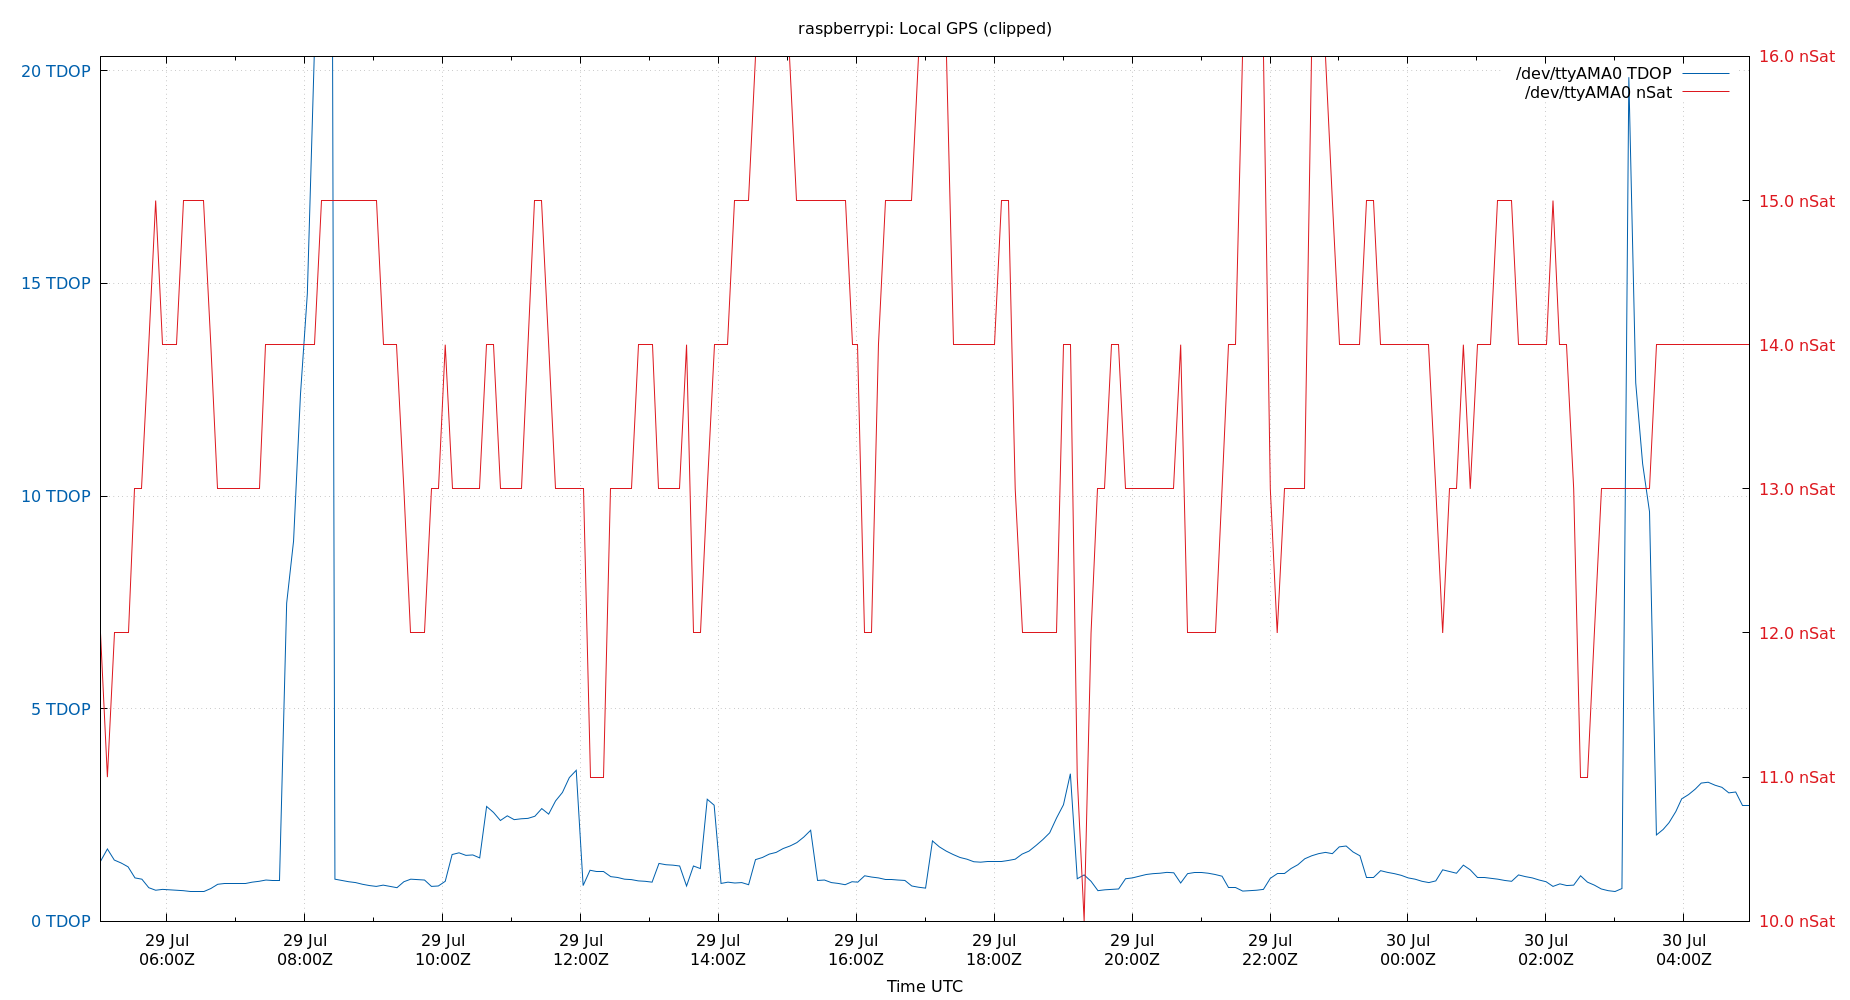 raspberrypi: Local GPS (clipped)
/dev/ttyAMA0 TDOP
/dev/ttyAMA0 nSat
20 TDOP
15 TDOP
10 TDOP
5 TDOP
0 TDOP
16.0 nSat
15.0 nSat
14.0 nSat
13.0 nSat
12.0 nSat
11.0 nSat
10.0 nSat
29 Jul
06:00Z
29 Jul
08:00Z
29 Jul
10:00Z
29 Jul
12:00Z
29 Jul
14:00Z
29 Jul
16:00Z
29 Jul
18:00Z
29 Jul
20:00Z
29 Jul
22:00Z
30 Jul
00:00Z
30 Jul
02:00Z
30 Jul
04:00Z
Time UTC